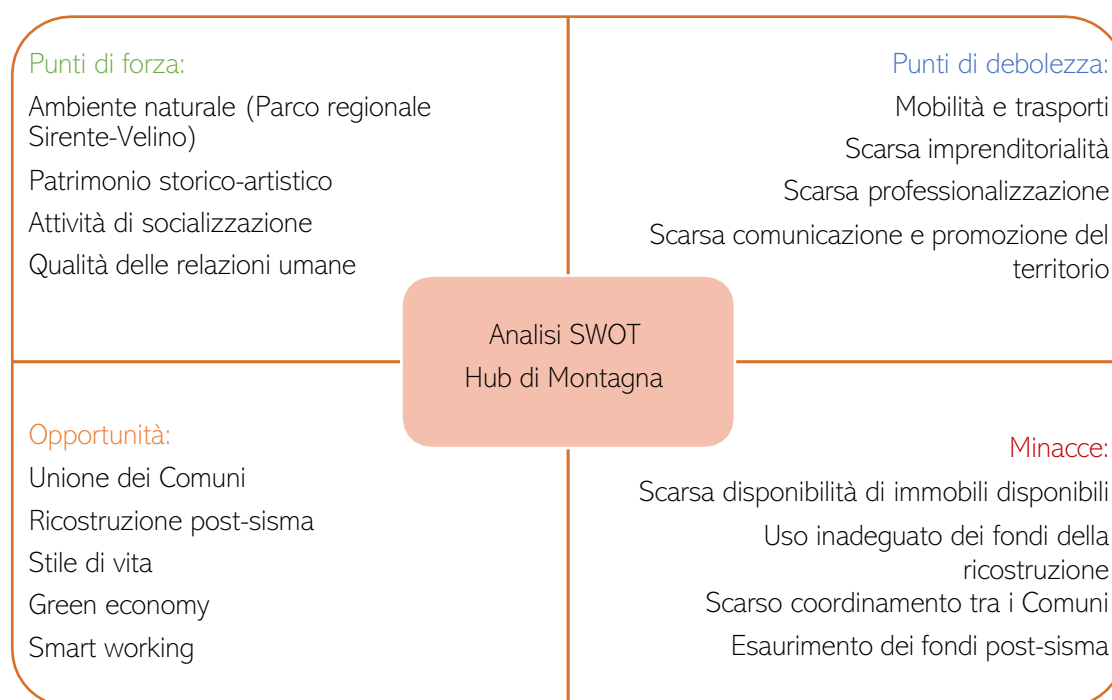 Punti di forza:
Ambiente naturale (Parco regionale
Sirente-Velino)
Patrimonio storico-artistico
Attività di socializzazione
Qualità delle relazioni umane
Punti di debolezza:
Mobilità e trasporti
Scarsa imprenditorialità
Scarsa professionalizzazione
Scarsa comunicazione e promozione del
territorio
Analisi SWOT
Hub di Montagna
Opportunità:
Unione dei Comuni
Ricostruzione post-sisma
Stile di vita
Green economy
Smart working
Minacce:
Scarsa disponibilità di immobili disponibili
Uso inadeguato dei fondi della
ricostruzione
Scarso coordinamento tra i Comuni
Esaurimento dei fondi post-sisma